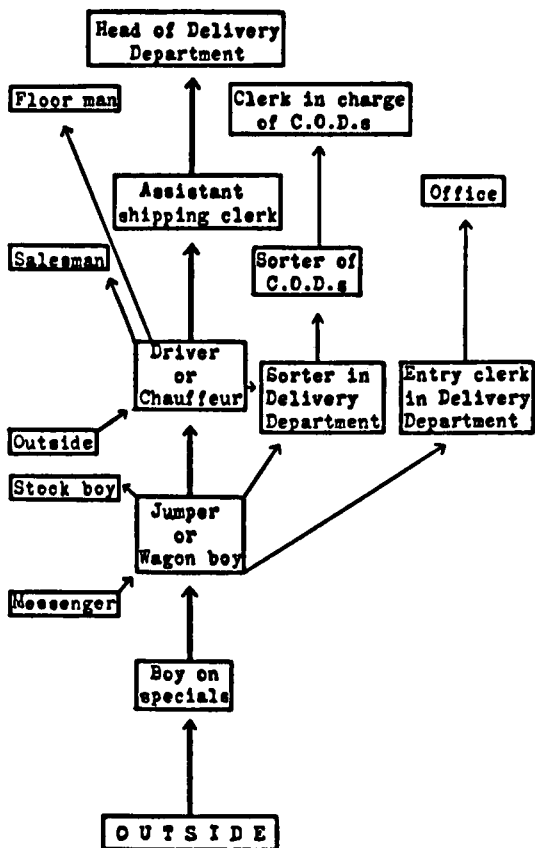 Head of Delivery
Department
Floor man
Clerk in charge
of C.O.D.s
Assistant
shipping clerk
Office
Salesman
Sorter of
C.O.D.s
Driver
or
Chauffeur
Sorter in
Delivery
Department
Entry clerk
in Delivery
Department
Outside
Stock boy
Jumper
or
Wagon boy
Messenger
Boy on
specials
OUTSIDE